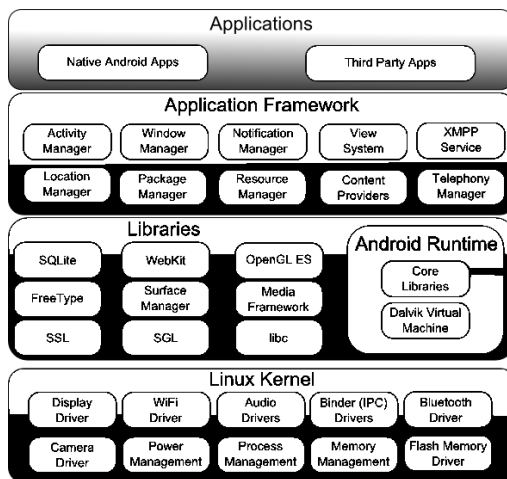 Applications
Native Android Apps
Third Party Apps
Application Framework
Activity Manager
Window Manager
Notification Manager
View System
XMPP Service
Location Manager
Package Manager
Resource Manager
Content Providers
Telephony Manager
Libraries
SQLite
WebKit
OpenGL ES
FreeType
Surface Manager
Media Framework
SSL
SGL
libc
Android Runtime
Core Libraries
Dalvik Virtual Machine
Linux Kernel
Display Driver
WiFi Driver
Audio Drivers
Binder (IPC) Drivers
Bluetooth Driver
Camera Driver
Power Management
Process Management
Memory Management
Flash Memory Driver